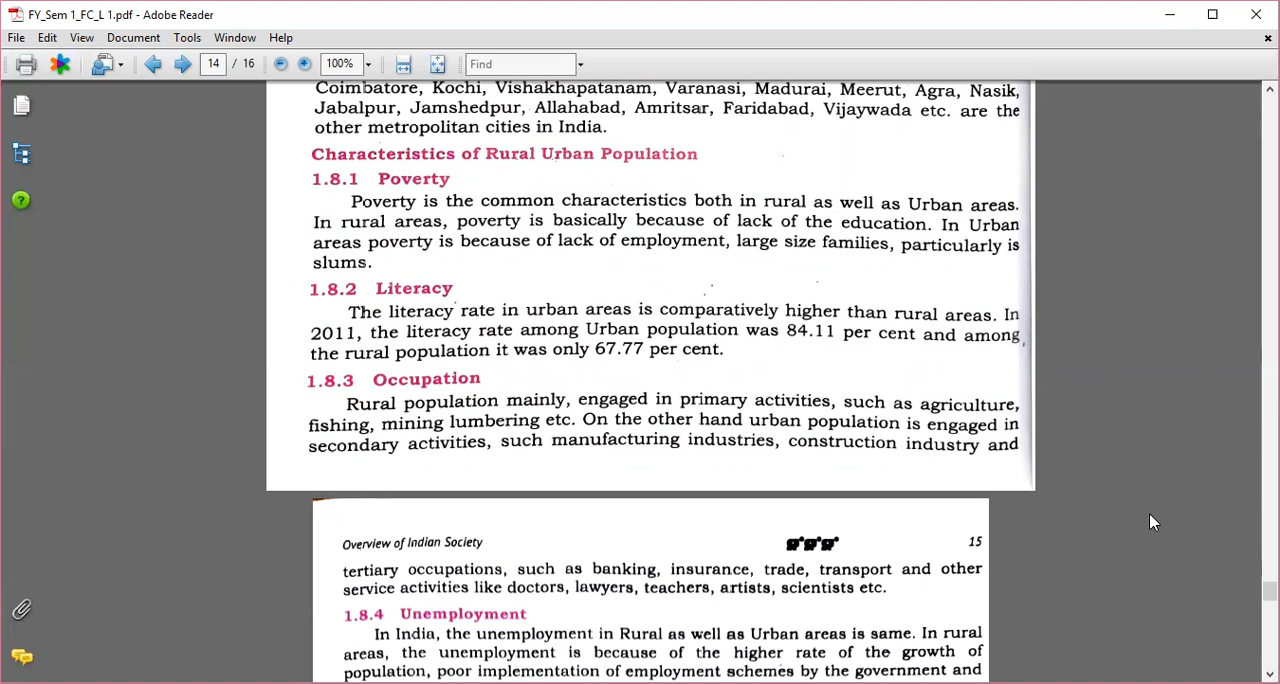 FY_Sem 1_FC_L 1.pdf - Adobe Reader
File Edit View Document Tools Window Help
14 / 16 100% Find
Coimbatore, Kochi, Vishakhapatanam, Varanasi, Madurai, Meerut, Agra, Nasik,
Jabalpur, Jamshedpur, Allahabad, Amritsar, Faridabad, Vijaywada etc. are the
other metropolitan cities in India.
Characteristics of Rural Urban Population
1.8.1 Poverty
Poverty is the common characteristics both in rural as well as Urban areas.
In rural areas, poverty is basically because of lack of the education. In Urban
areas poverty is because of lack of employment, large size families, particularly is
slums.
1.8.2 Literacy
The literacy rate in urban areas is comparatively higher than rural areas. In
2011, the literacy rate among Urban population was 84.11 per cent and among
the rural population it was only 67.77 per cent.
1.8.3 Occupation
Rural population mainly, engaged in primary activities, such as agriculture,
fishing, mining lumbering etc. On the other hand urban population is engaged in
secondary activities, such manufacturing industries, construction industry and
Overview of Indian Society 15
tertiary occupations, such as banking, insurance, trade, transport and other
service activities like doctors, lawyers, teachers, artists, scientists etc.
1.8.4 Unemployment
In India, the unemployment in Rural as well as Urban areas is same. In rural
areas, the unemployment is because of the higher rate of the growth of
population, poor implementation of employment schemes by the government and